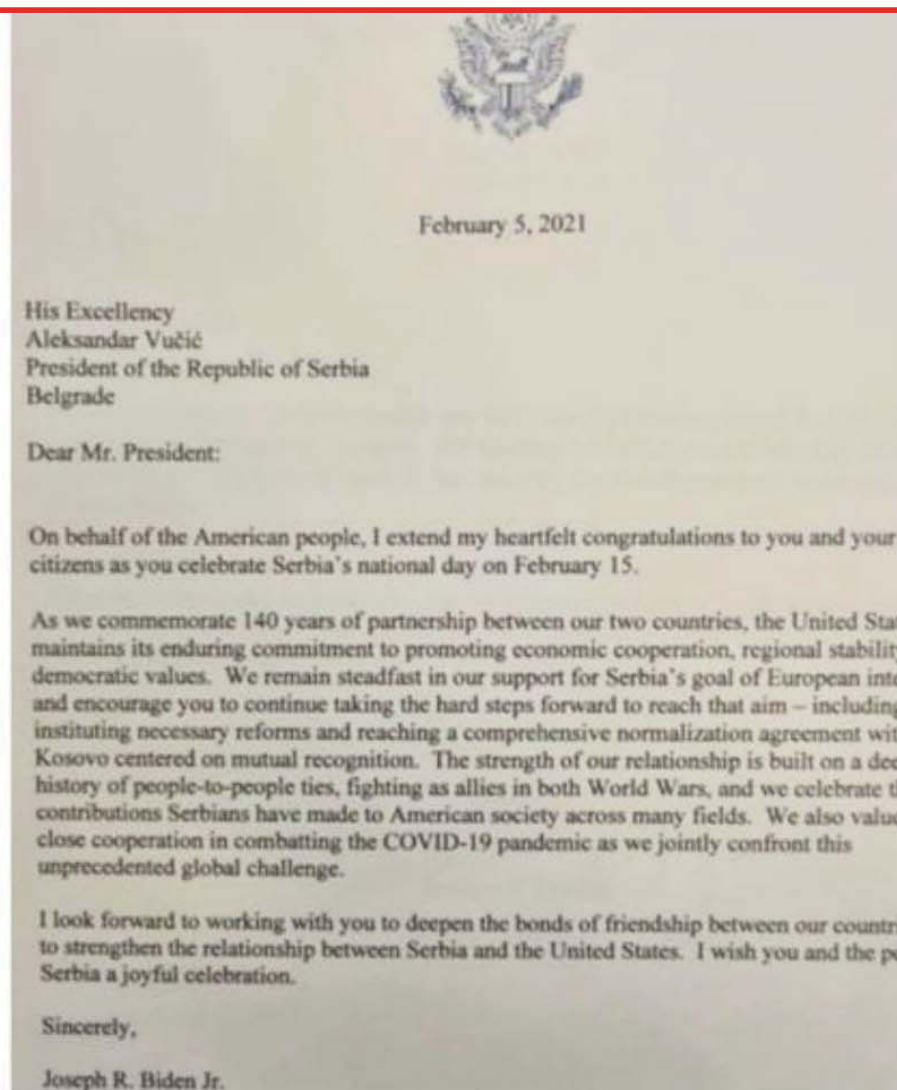 February 5, 2021
His Excellency
Aleksandar Vučić
President of the Republic of Serbia
Belgrade
Dear Mr. President:
On behalf of the American people, I extend my heartfelt congratulations to you and your
citizens as you celebrate Serbia's national day on February 15.
As we commemorate 140 years of partnership between our two countries, the United Sta
maintains its enduring commitment to promoting economic cooperation, regional stability
democratic values. We remain steadfast in our support for Serbia's goal of European inte
and encourage you to continue taking the hard steps forward to reach that aim – including
instituting necessary reforms and reaching a comprehensive normalization agreement wit
Kosovo centered on mutual recognition. The strength of our relationship is built on a dee
history of people-to-people ties, fighting as allies in both World Wars, and we celebrate t
contributions Serbians have made to American society across many fields. We also value
close cooperation in combatting the COVID-19 pandemic as we jointly confront this
unprecedented global challenge.
I look forward to working with you to deepen the bonds of friendship between our countr
to strengthen the relationship between Serbia and the United States. I wish you and the pe
Serbia a joyful celebration.
Sincerely,
Joseph R. Biden Jr.